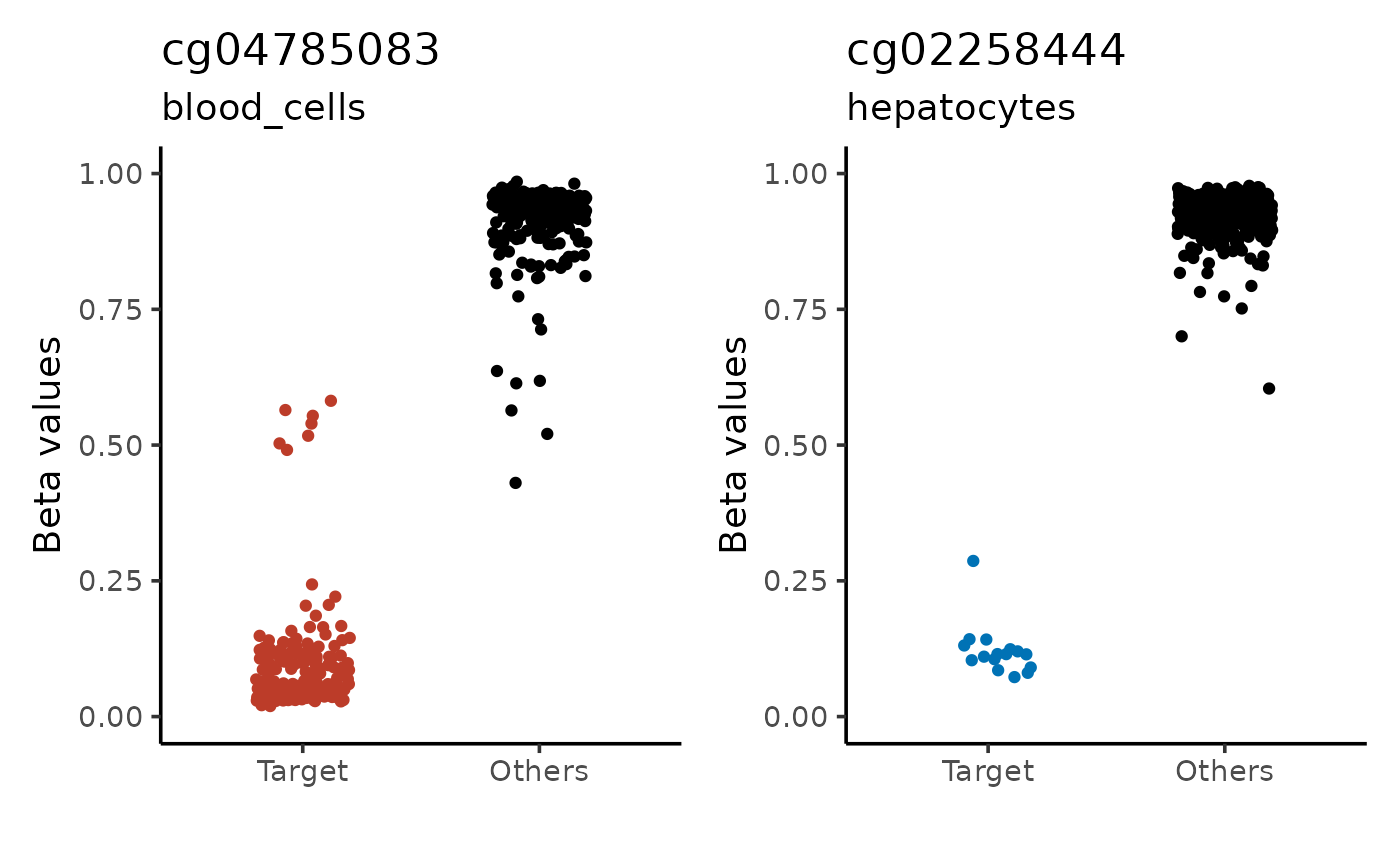 cg04785083
blood_cells
Beta values
1.00
0.75
0.50
0.25
0.00
Target Others
cg02258444
hepatocytes
Beta values
1.00
0.75
0.50
0.25
0.00
Target Others